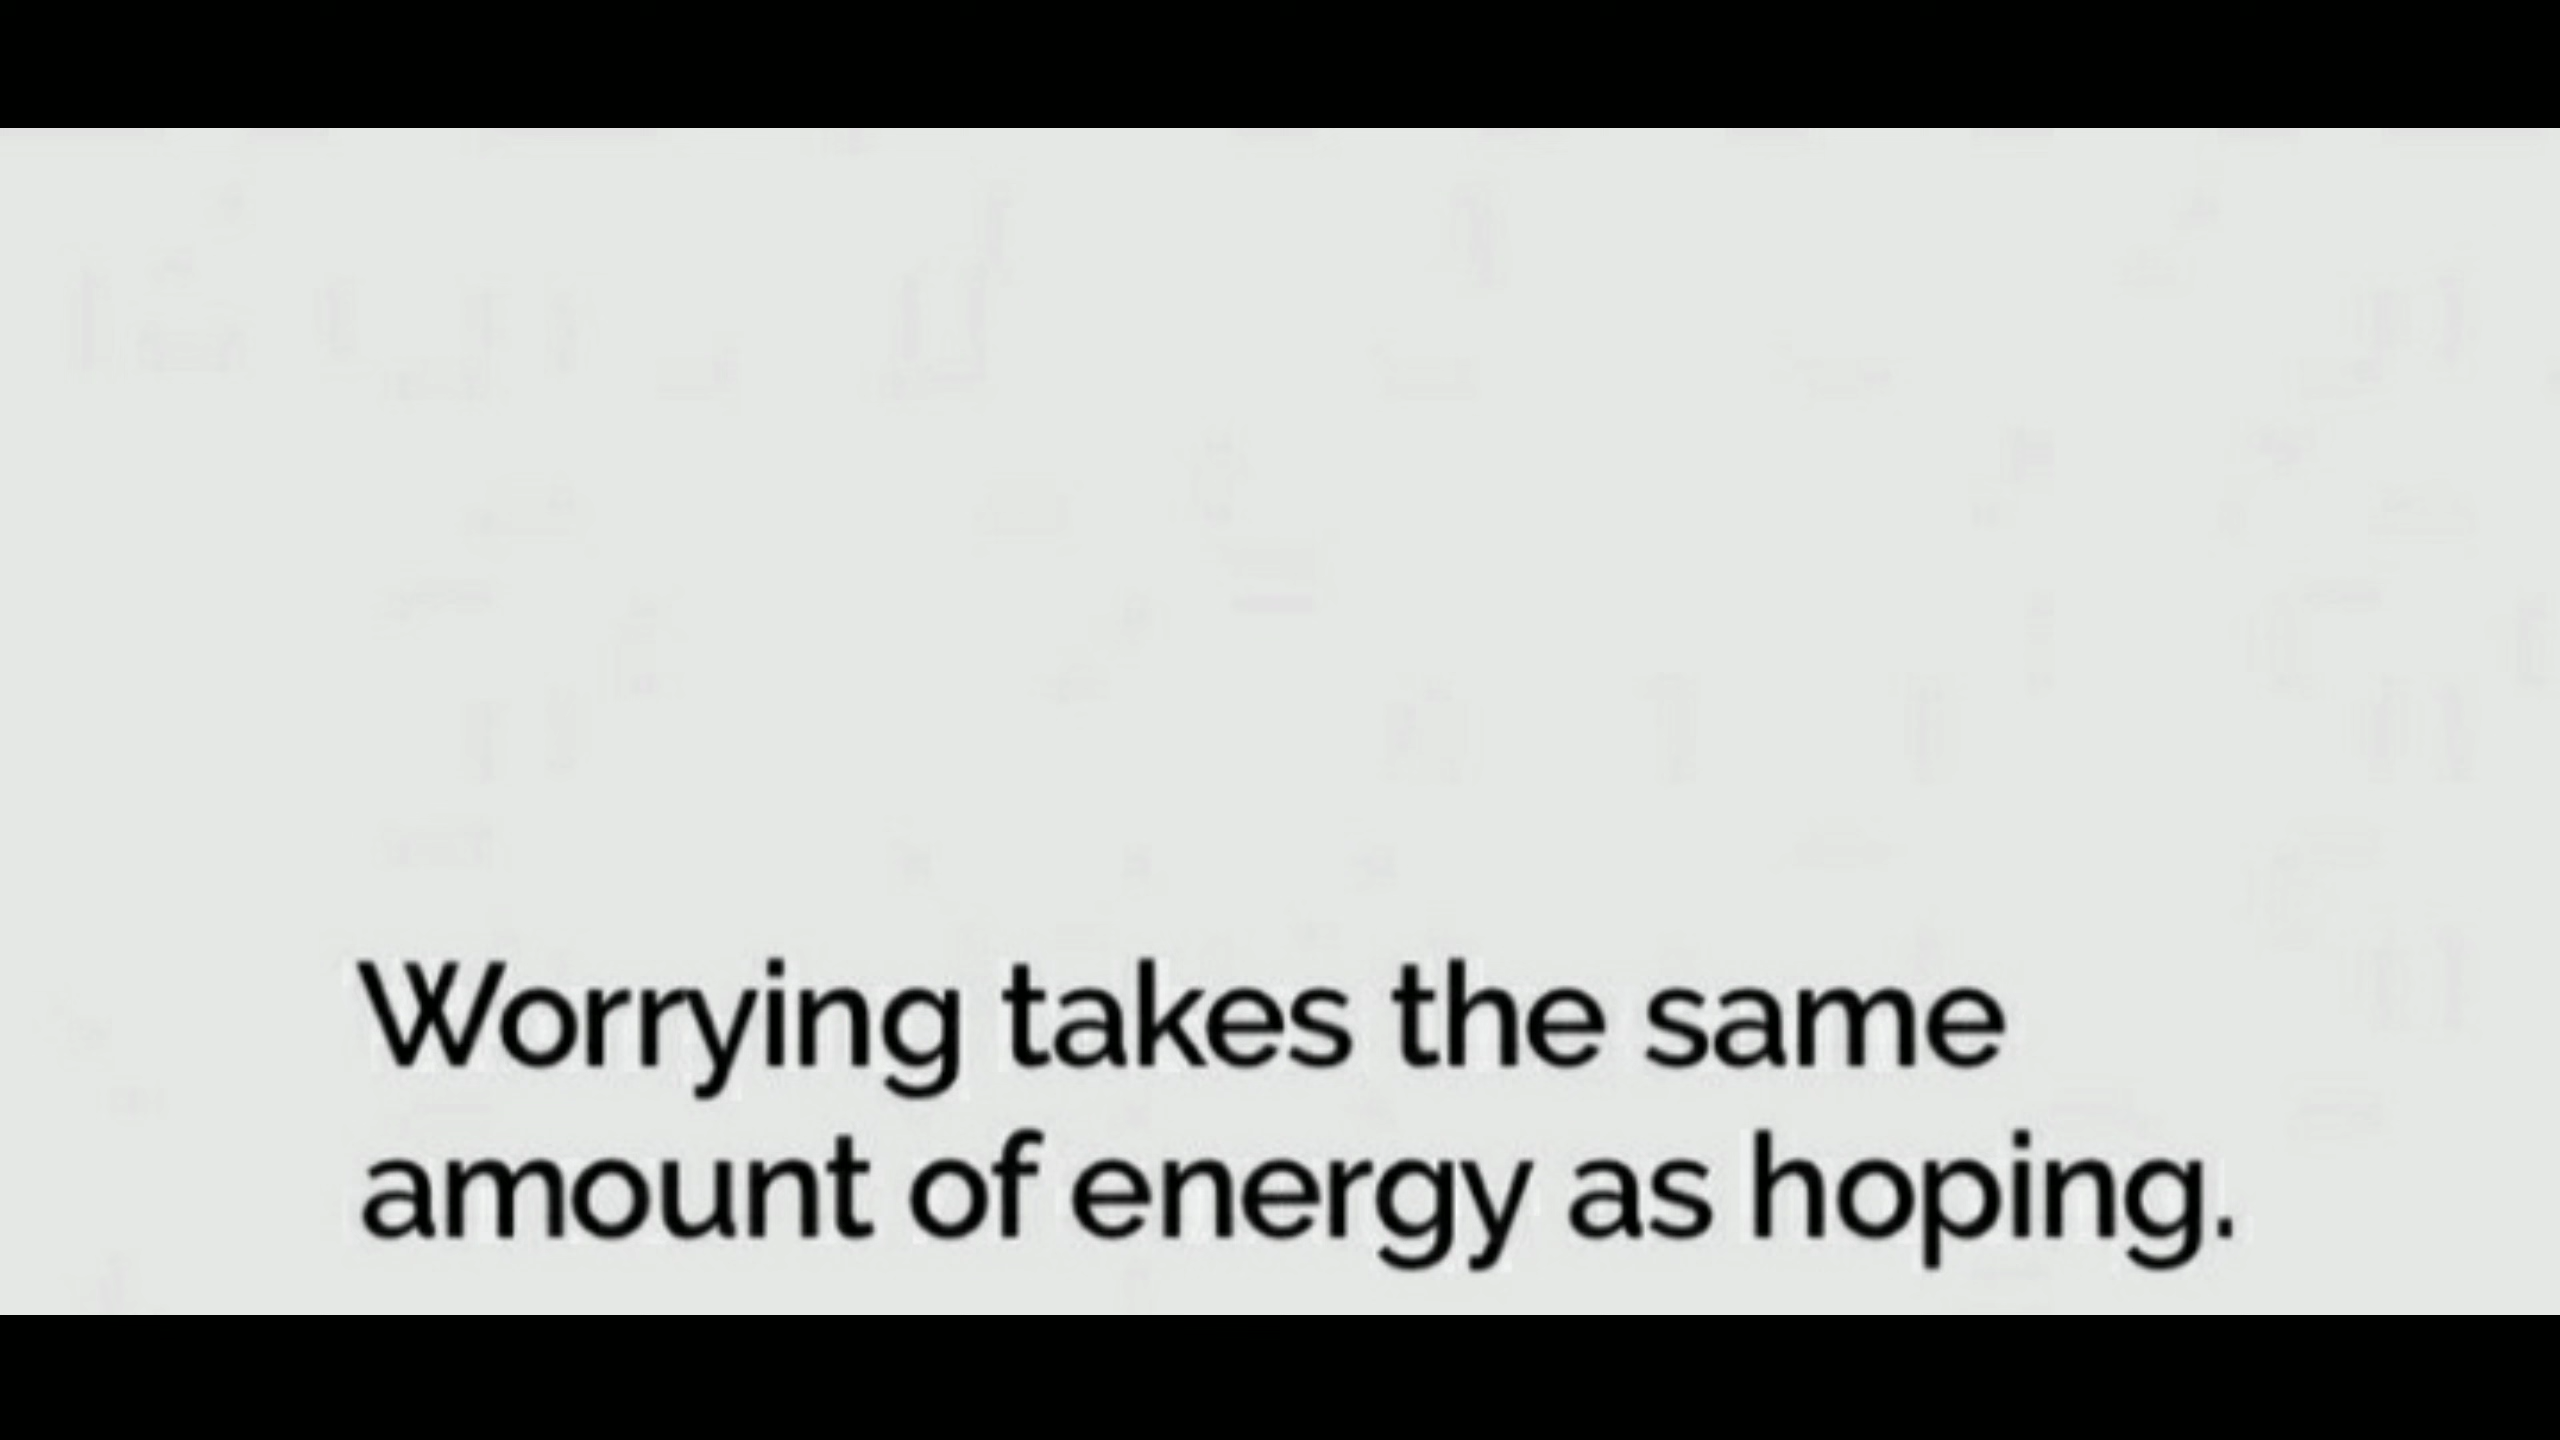 Worrying takes the same
amount of energy as hoping.